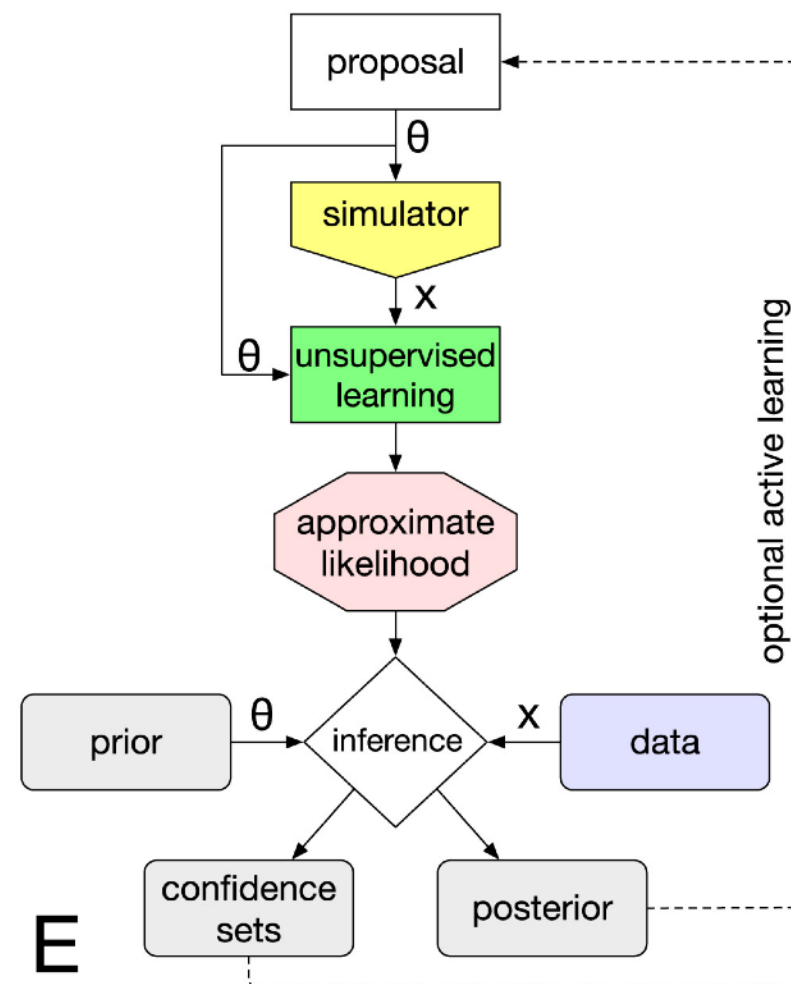 proposal
θ
simulator
x
θ
unsupervised
learning
approximate
likelihood
optional active learning
prior
θ
inference
x
data
confidence
sets
posterior
E